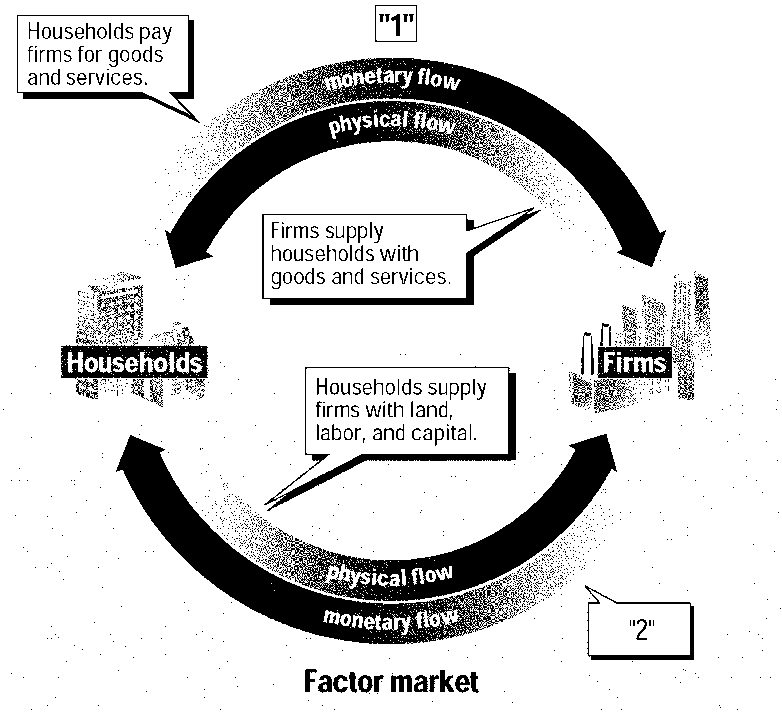 "1"
Households pay
firms for goods
and services.
monetary flow
physical flow
Firms supply
households with
goods and services.
Households
Firms
Households supply
firms with land,
labor, and capital.
physical flow
monetary flow
"2"
Factor market